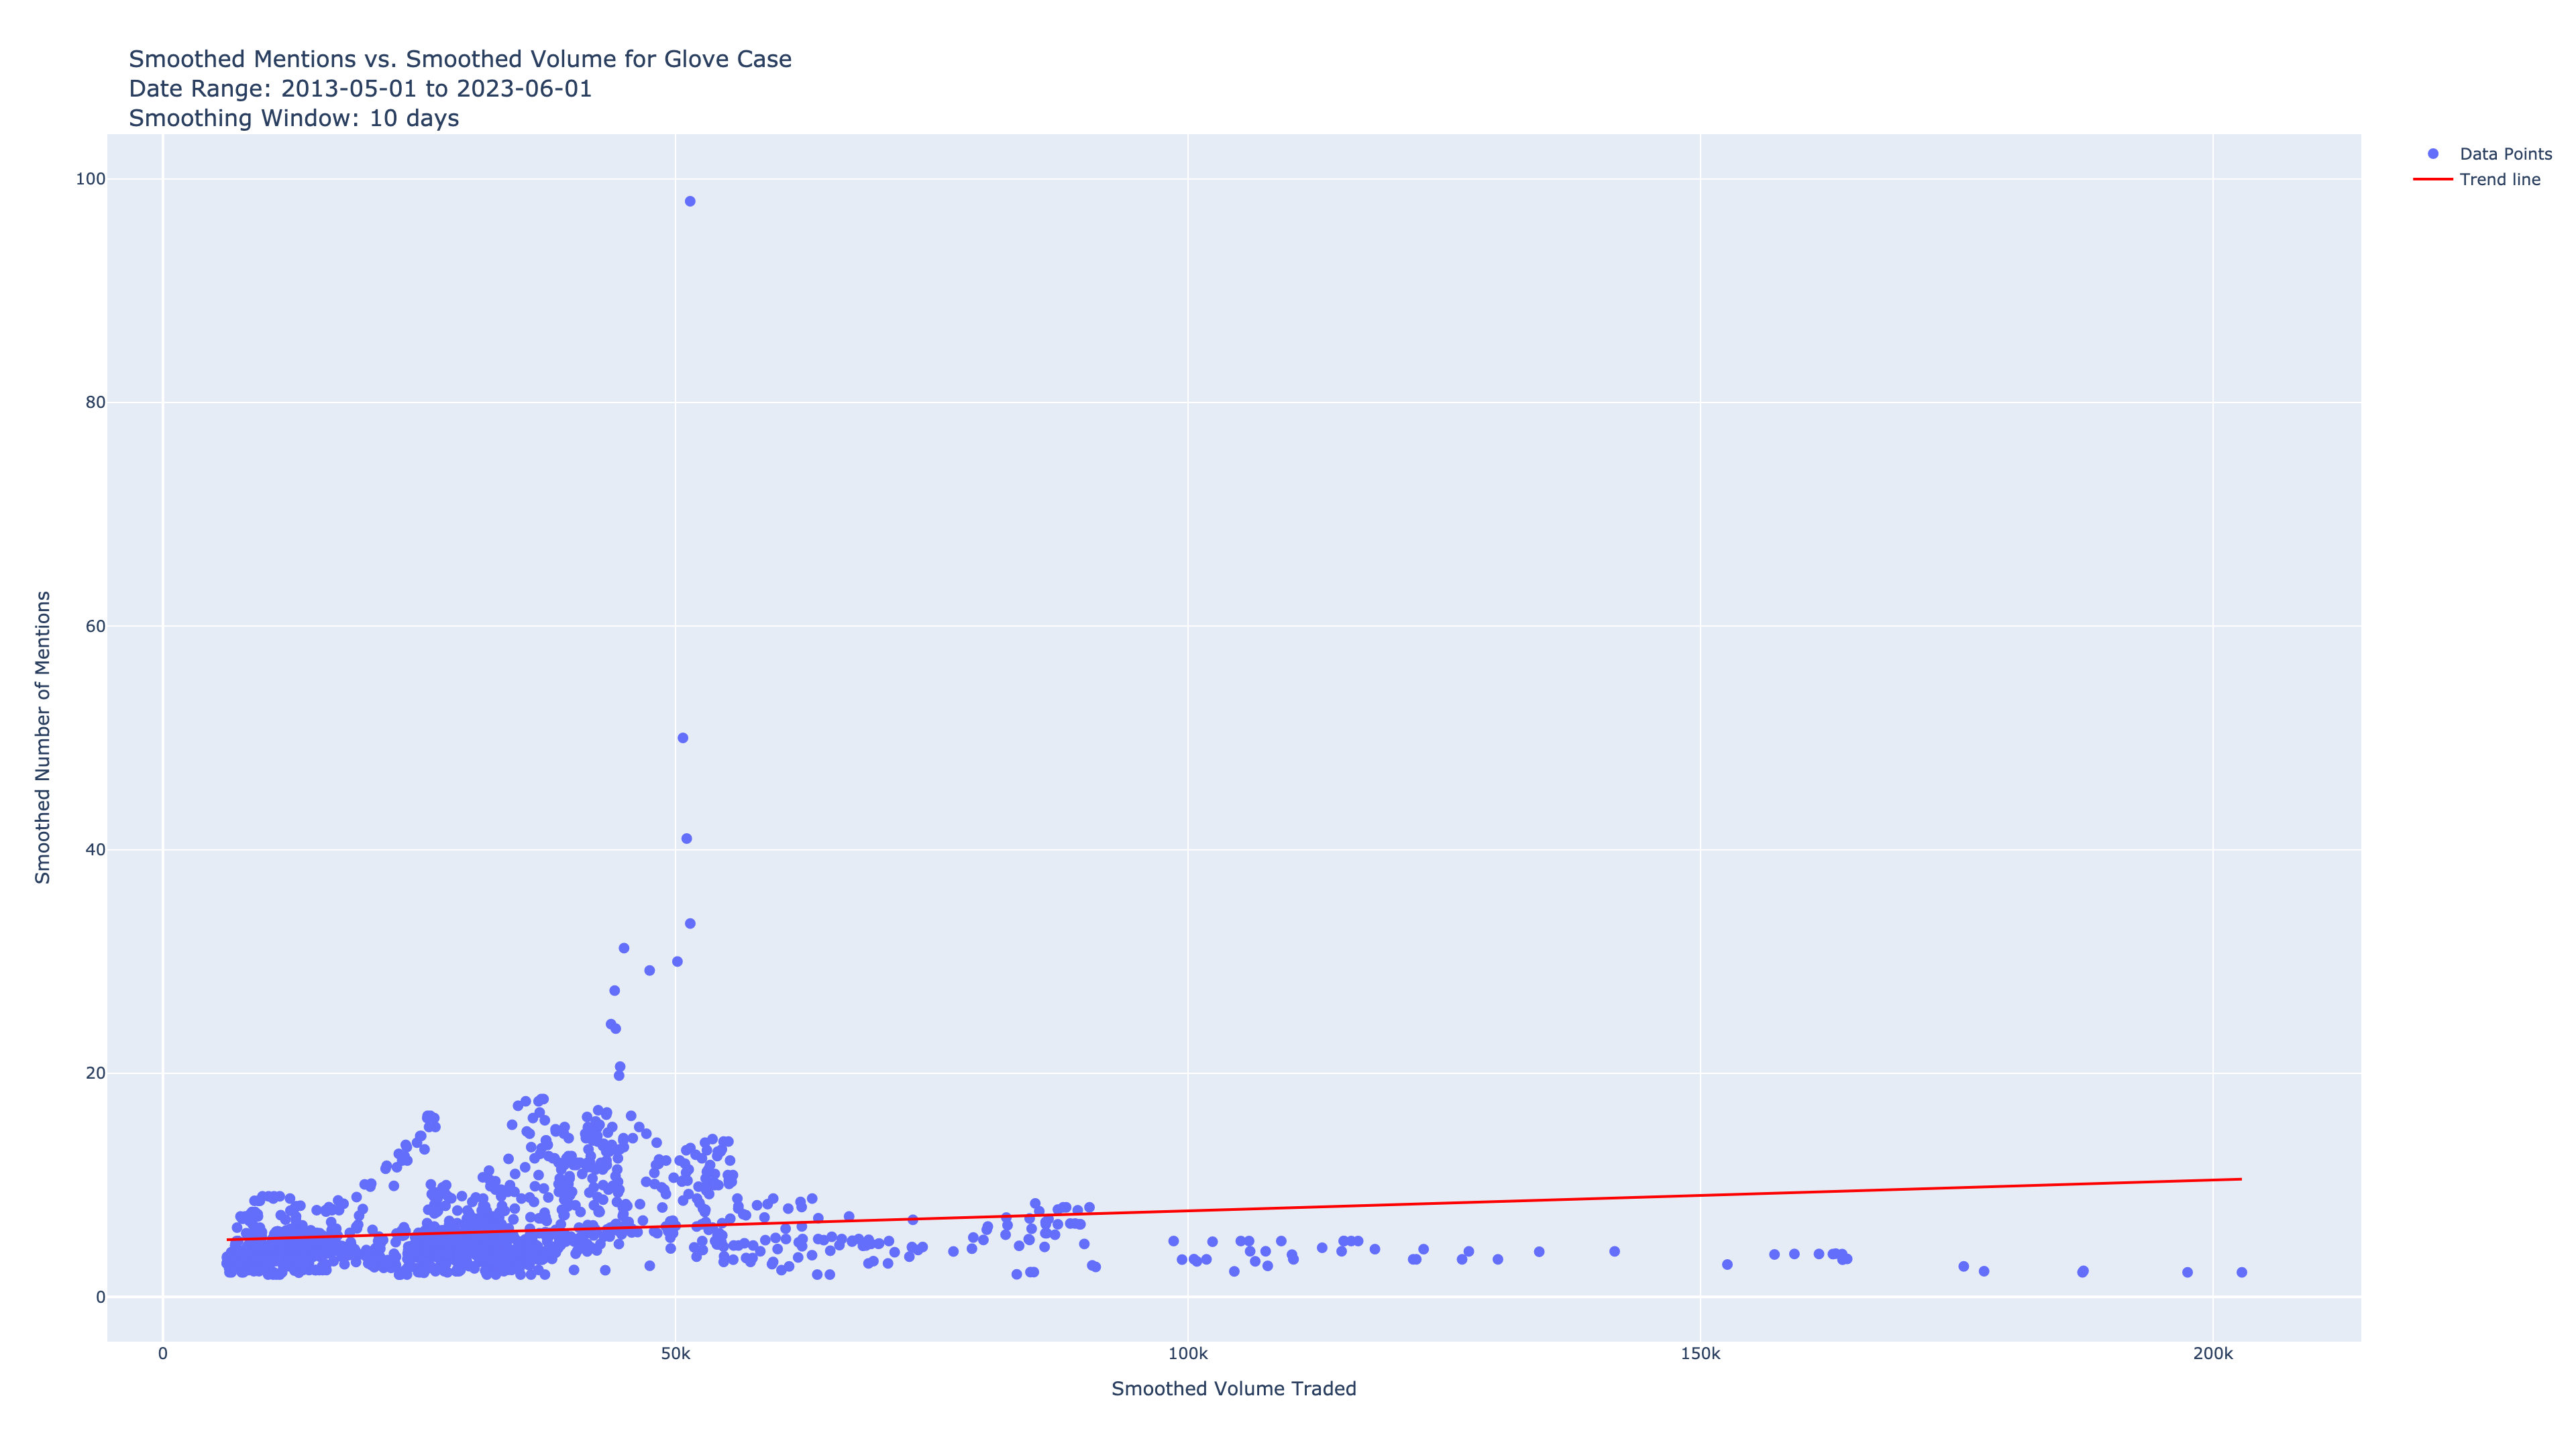 Smoothed Mentions vs. Smoothed Volume for Glove Case
Date Range: 2013-05-01 to 2023-06-01
Smoothing Window: 10 days
Data Points
Trend line
Smoothed Number of Mentions
100
80
60
40
20
0
0
50k
100k
150k
200k
Smoothed Volume Traded